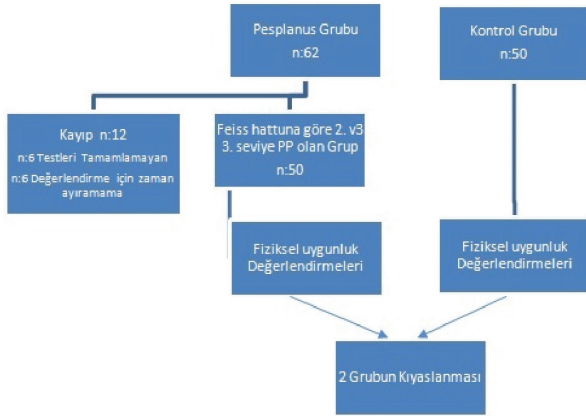 Pesplanus Grubu
n:62
Kontrol Grubu
n:50
Kayıp n:12
n:6 Testleri Tamamlamayan
n:6 Değerlendirme için zaman
ayıramama
Feiss hattuna göre 2. v3
3. seviye PP olan Grup
n:50
Fiziksel uygunluk
Değerlendirmeleri
Fiziksel uygunluk
Değerlendirmeleri
2 Grubun Kıyaslanması